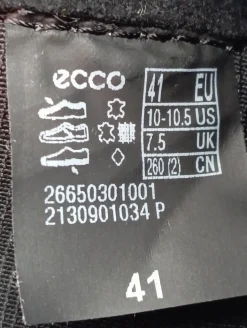 ecco
41 EU
10-10.5 US
7.5 UK
260 (2) CN
26650301001
2130901034 P
41